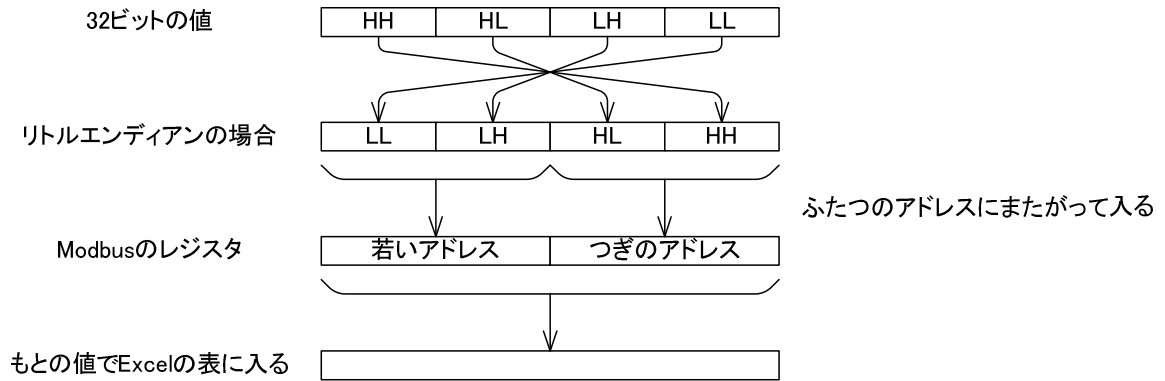 32ビットの値 HH HL LH LL
リトルエンディアンの場合 LL LH HL HH
ふたつのアドレスにまたがって入る
Modbusのレジスタ 若いアドレス つぎのアドレス
もとの値でExcelの表に入る